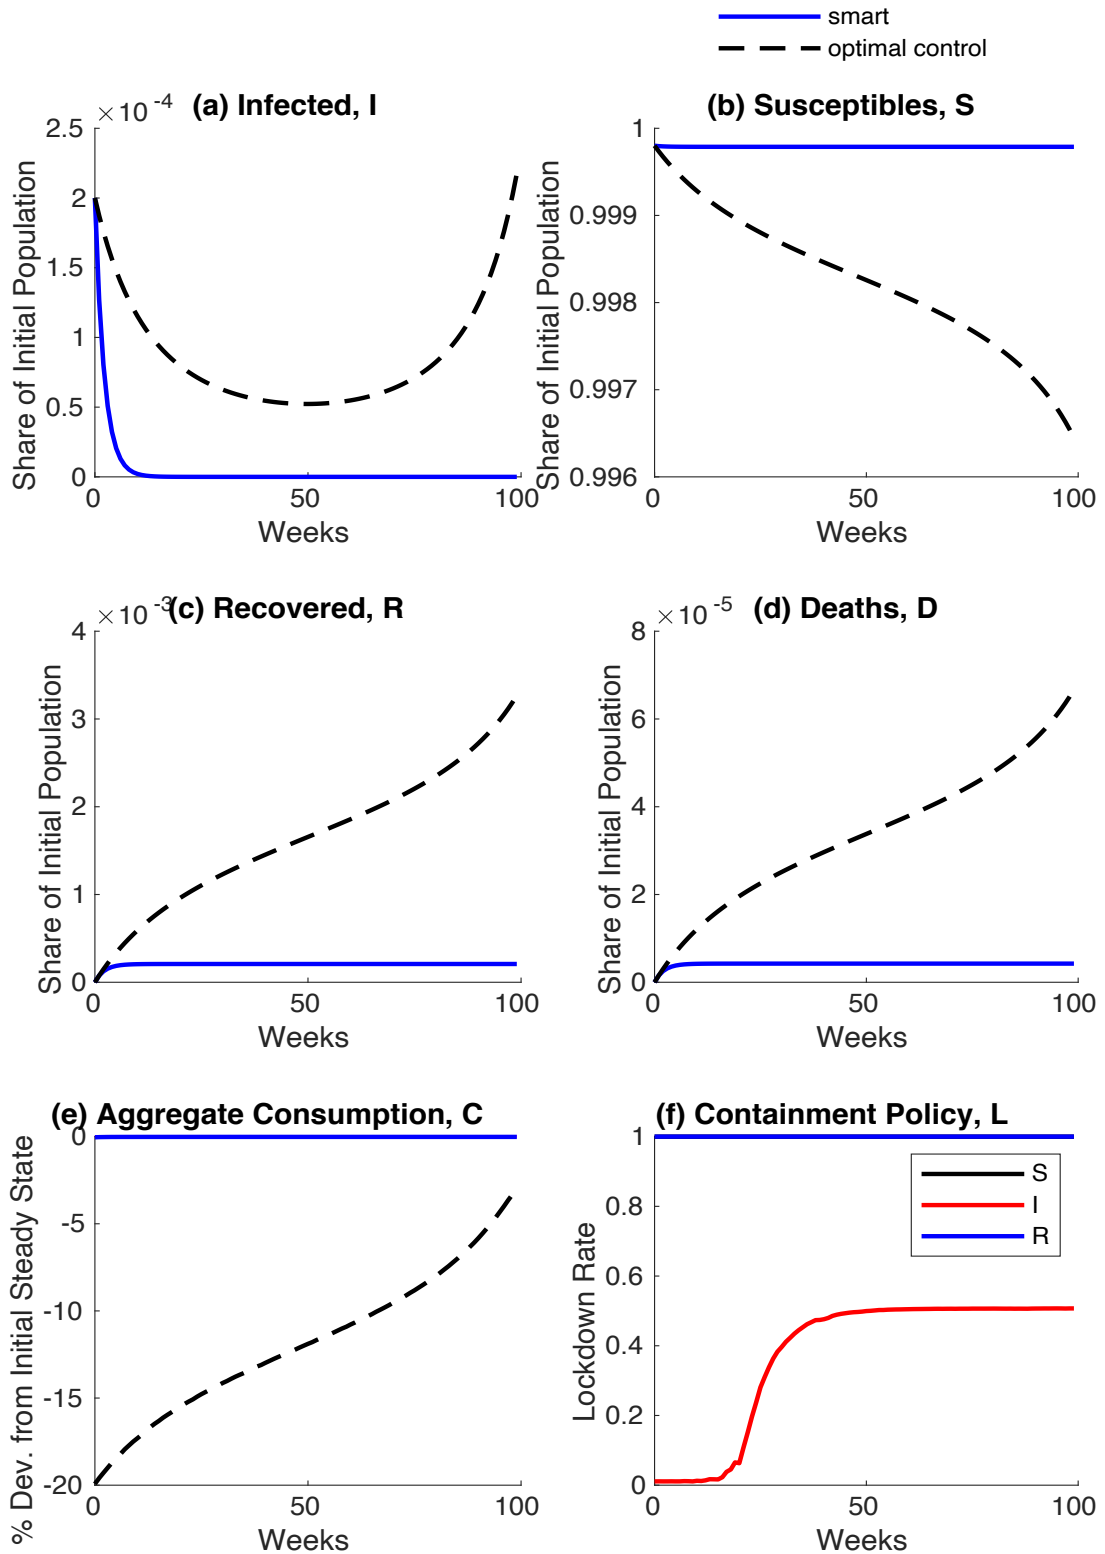 smart
optimal control
×10 -4
(a) Infected, I
2.5
2
1.5
1
0.5
0
0
50
100
Share of Initial Population
Weeks
(b) Susceptibles, S
1
0.999
0.998
0.997
0.996
0
50
100
Share of Initial Population
Weeks
×10 -3
(c) Recovered, R
4
3
2
1
0
0
50
100
Share of Initial Population
Weeks
×10 -5
(d) Deaths, D
8
6
4
2
0
0
50
100
Share of Initial Population
Weeks
(e) Aggregate Consumption, C
0
-5
-10
-15
-20
0
50
100
% Dev. from Initial Steady State
Weeks
(f) Containment Policy, L
1
0.8
0.6
0.4
0.2
0
0
50
100
Lockdown Rate
Weeks
S
I
R